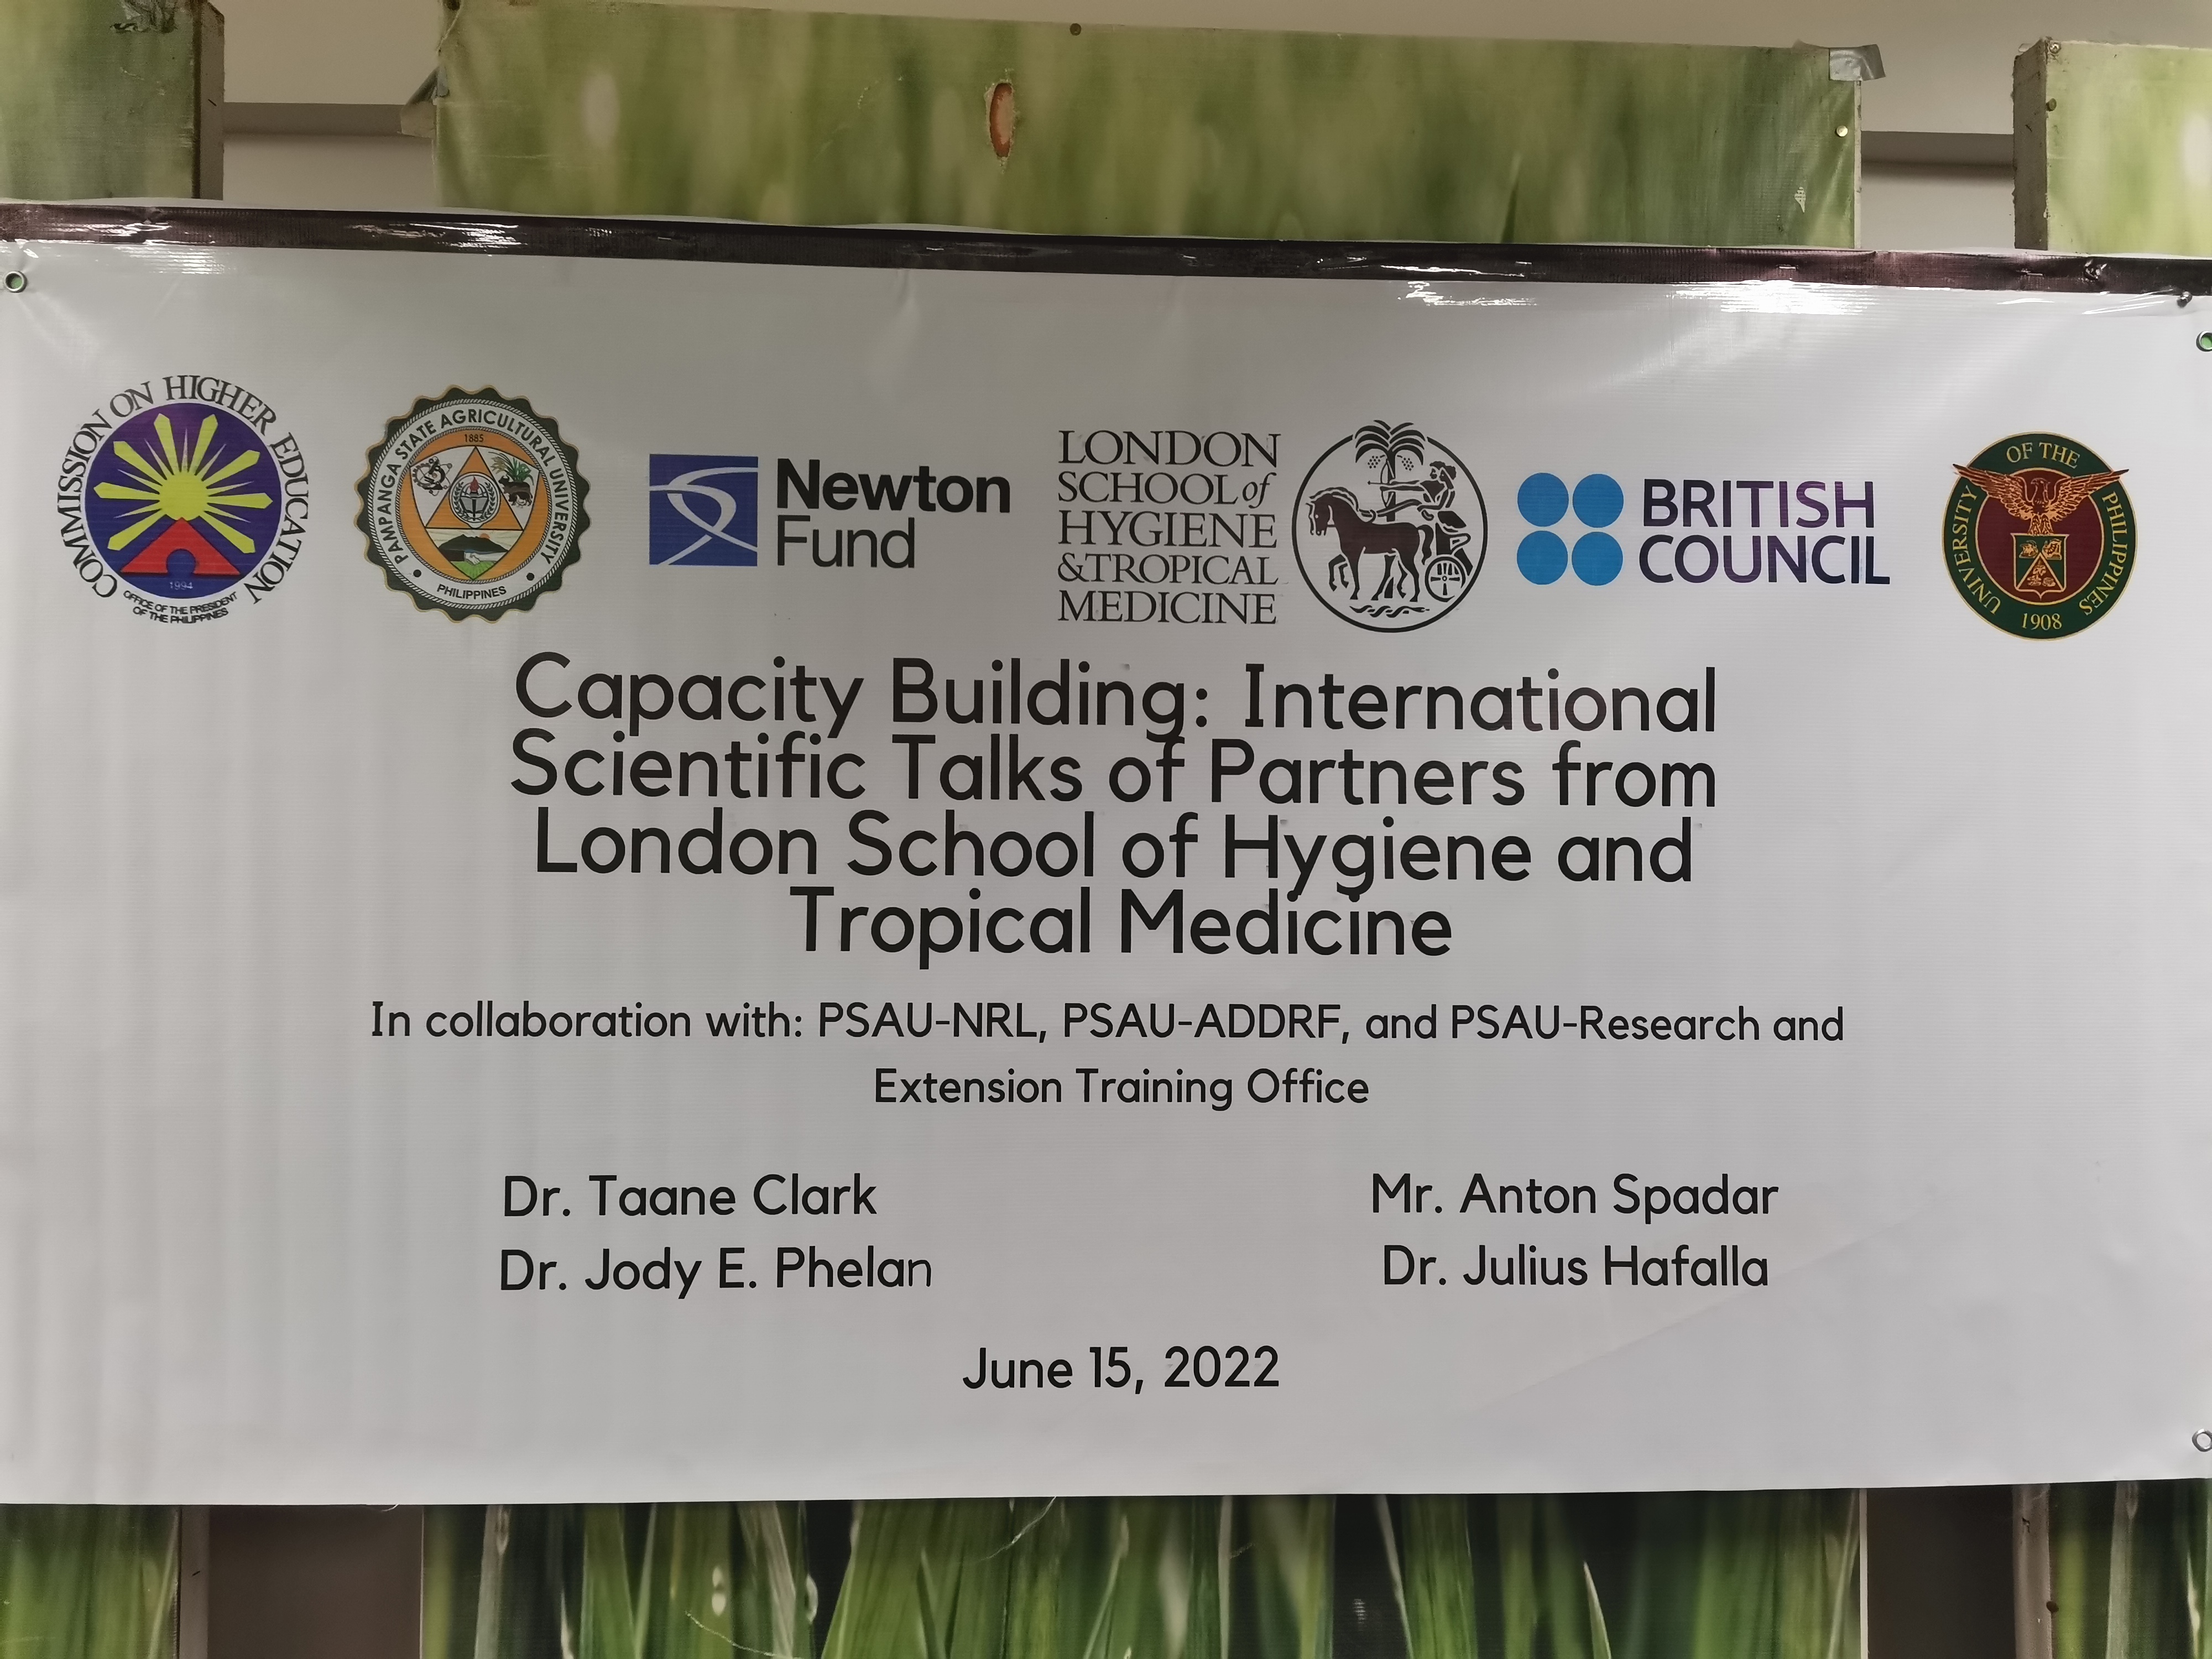 COMMISSION ON HIGHER EDUCATION
1994
OFFICE OF THE PRESIDENT
OF THE PHILIPPINES
PAMPANGA STATE AGRICULTURAL UNIVERSITY
1885
PHILIPPINES
Newton
Fund
LONDON
SCHOOL of
HYGIENE
&TROPICAL
MEDICINE
BRITISH
COUNCIL
UNIVERSITY OF THE PHILIPPINES
1908
Capacity Building: International
Scientific Talks of Partners from
London School of Hygiene and
Tropical Medicine
In collaboration with: PSAU-NRL, PSAU-ADDRF, and PSAU-Research and
Extension Training Office
Dr. Taane Clark
Dr. Jody E. Phelan
Mr. Anton Spadar
Dr. Julius Hafalla
June 15, 2022